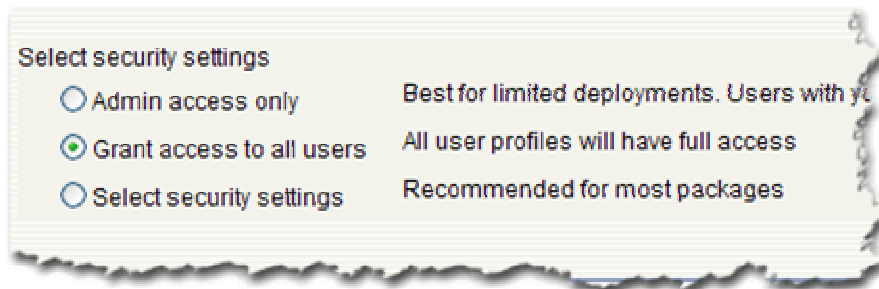 Select security settings
Admin access only Best for limited deployments. Users with
Grant access to all users All user profiles will have full access
Select security settings Recommended for most packages